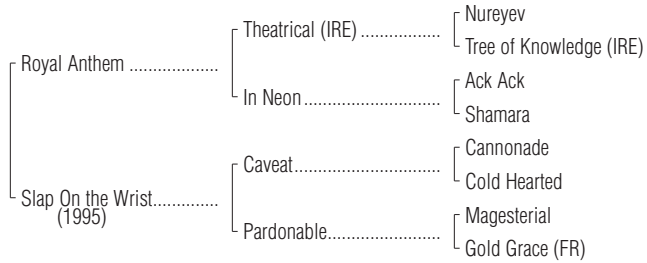 Nureyev
Theatrical (IRE) ..................
Tree of Knowledge (IRE)
Royal Anthem ....................
Ack Ack
In Neon...............................
Shamara
Cannonade
Caveat.................................
Cold Hearted
Slap On the Wrist...............
(1995)
Magesterial
Pardonable.........................
Gold Grace (FR)